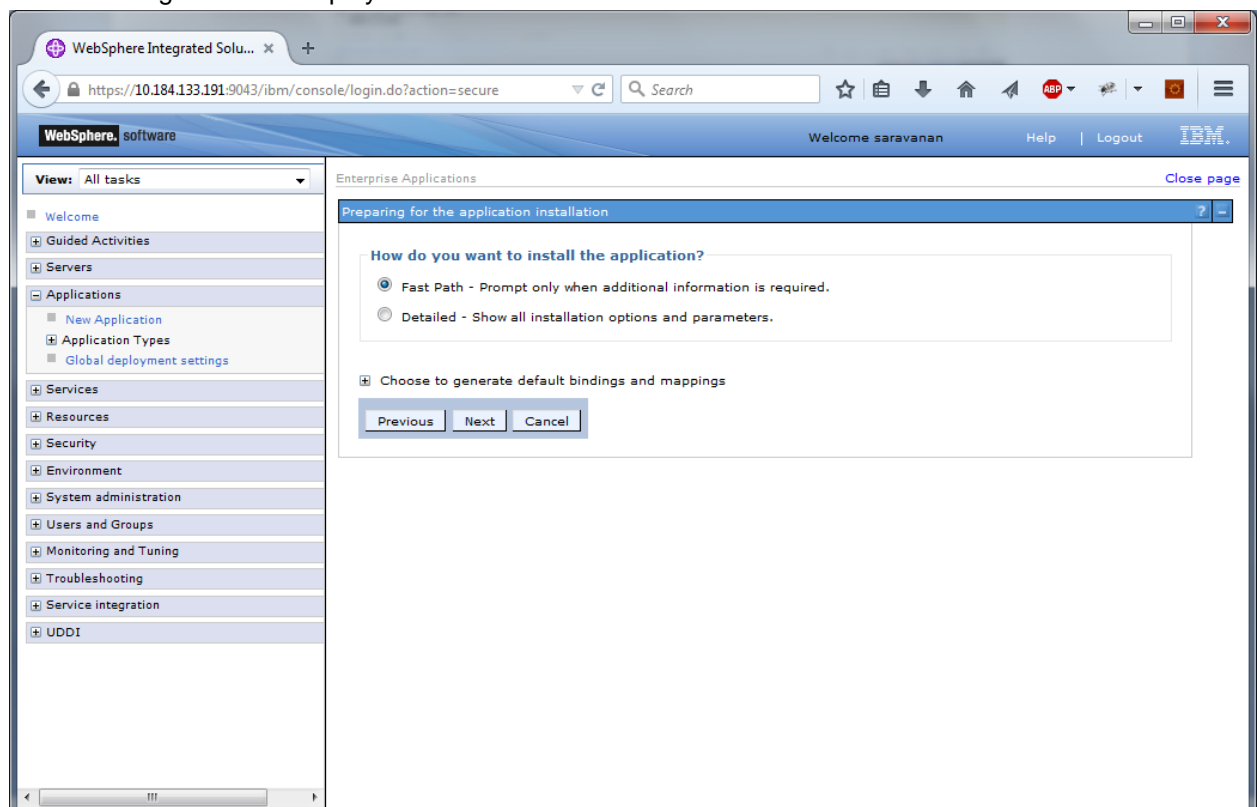 WebSphere Integrated Solu... × +
https://10.184.133.191:9043/ibm/console/login.do?action=secure Search ABP
WebSphere. software Welcome saravanan Help | Logout IBM.
View: All tasks
Enterprise Applications Close page
Welcome
Preparing for the application installation ? -
Guided Activities
Servers
How do you want to install the application?
Applications
Fast Path - Prompt only when additional information is required.
New Application
Detailed - Show all installation options and parameters.
Application Types
Global deployment settings
Choose to generate default bindings and mappings
Services
Resources
Previous Next Cancel
Security
Environment
System administration
Users and Groups
Monitoring and Tuning
Troubleshooting
Service integration
UDDI